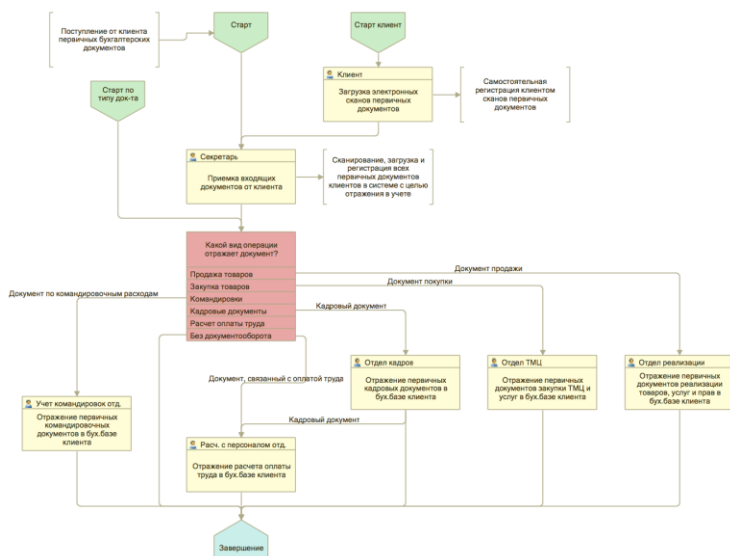 Поступление от клиента
первичных бухгалтерских
документов
Старт
Старт клиент
Клиент
Загрузка электронных
сканов первичных
документов
Самостоятельная
регистрация клиентом
сканов первичных
документов
Старт по
типу док-та
Секретарь
Приемка входящих
документов от клиента
Сканирование, загрузка и
регистрация всех
первичных документов
клиентов в системе с целью
отражения в учете
Какой вид операции
отражает документ?
Продажа товаров
Закупка товаров
Командировки
Кадровые документы
Расчет оплаты труда
Без документооборота
Документ продажи
Документ покупки
Документ по командировочным расходам
Кадровый документ
Документ, связанный с оплатой труда
Отдел кадров
Отражение первичных
кадровых документов в
бух.базе клиента
Отдел ТМЦ
Отражение первичных
документов закупки ТМЦ и
услуг в бух.базе клиента
Отдел реализации
Отражение первичных
документов реализации
товаров, услуг и прав в
бух.базе клиента
Учет командировок отд.
Отражение первичных
командировочных
документов в бух.базе
клиента
Кадровый документ
Расч. с персоналом отд.
Отражение расчета оплаты
труда в бух.базе клиента
Завершение